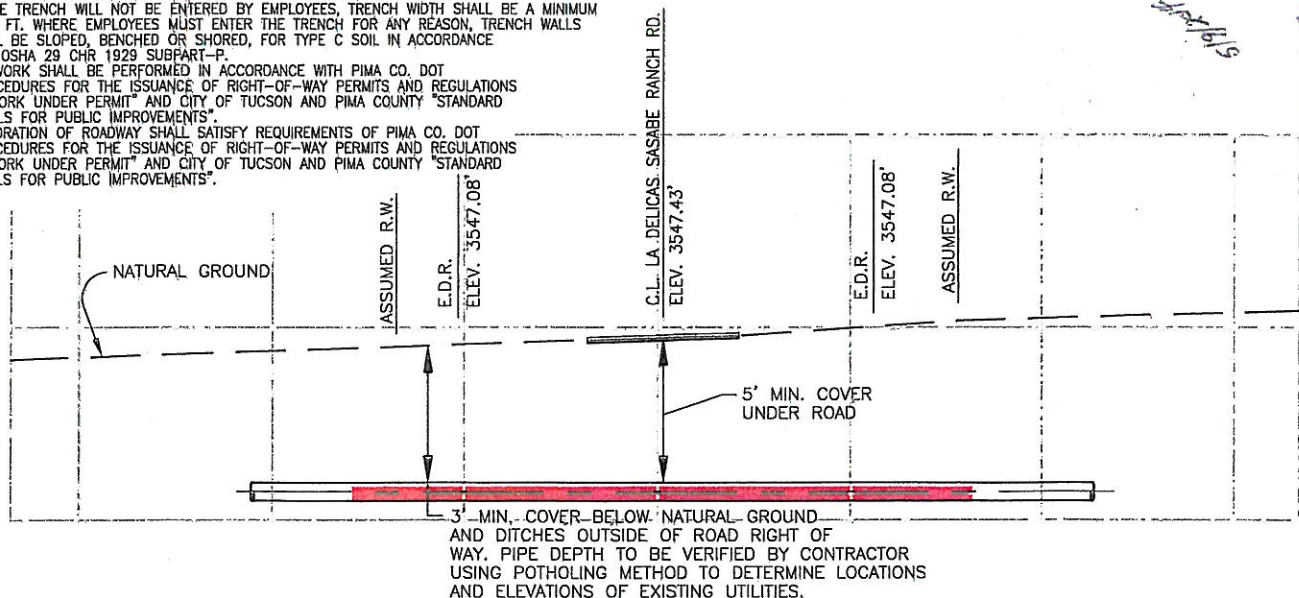 E TRENCH WILL NOT BE ENTERED BY EMPLOYEES, TRENCH WIDTH SHALL BE A MINIMUM
FT. WHERE EMPLOYEES MUST ENTER THE TRENCH FOR ANY REASON, TRENCH WALLS
BE SLOPED, BENCHED OR SHORED, FOR TYPE C SOIL IN ACCORDANCE
OSHA 29 CHR 1929 SUBPART-P.
WORK SHALL BE PERFORMED IN ACCORDANCE WITH PIMA CO. DOT
CEDURES FOR THE ISSUANCE OF RIGHT-OF-WAY PERMITS AND REGULATIONS
ORK UNDER PERMIT" AND CITY OF TUCSON AND PIMA COUNTY "STANDARD
LS FOR PUBLIC IMPROVEMENTS".
ORATION OF ROADWAY SHALL SATISFY REQUIREMENTS OF PIMA CO. DOT
CEDURES FOR THE ISSUANCE OF RIGHT-OF-WAY PERMITS AND REGULATIONS
ORK UNDER PERMIT" AND CITY OF TUCSON AND PIMA COUNTY "STANDARD
LS FOR PUBLIC IMPROVEMENTS".
NATURAL GROUND
ASSUMED R.W.
E.D.R.
ELEV. 3547.08'
C.L. LA DELICAS SASABE RANCH RD.
ELEV. 3547.43'
E.D.R.
ELEV. 3547.08'
ASSUMED R.W.
5' MIN. COVER
UNDER ROAD
3' MIN. COVER BELOW NATURAL GROUND
AND DITCHES OUTSIDE OF ROAD RIGHT OF
WAY. PIPE DEPTH TO BE VERIFIED BY CONTRACTOR
USING POTHOLING METHOD TO DETERMINE LOCATIONS
AND ELEVATIONS OF EXISTING UTILITIES.